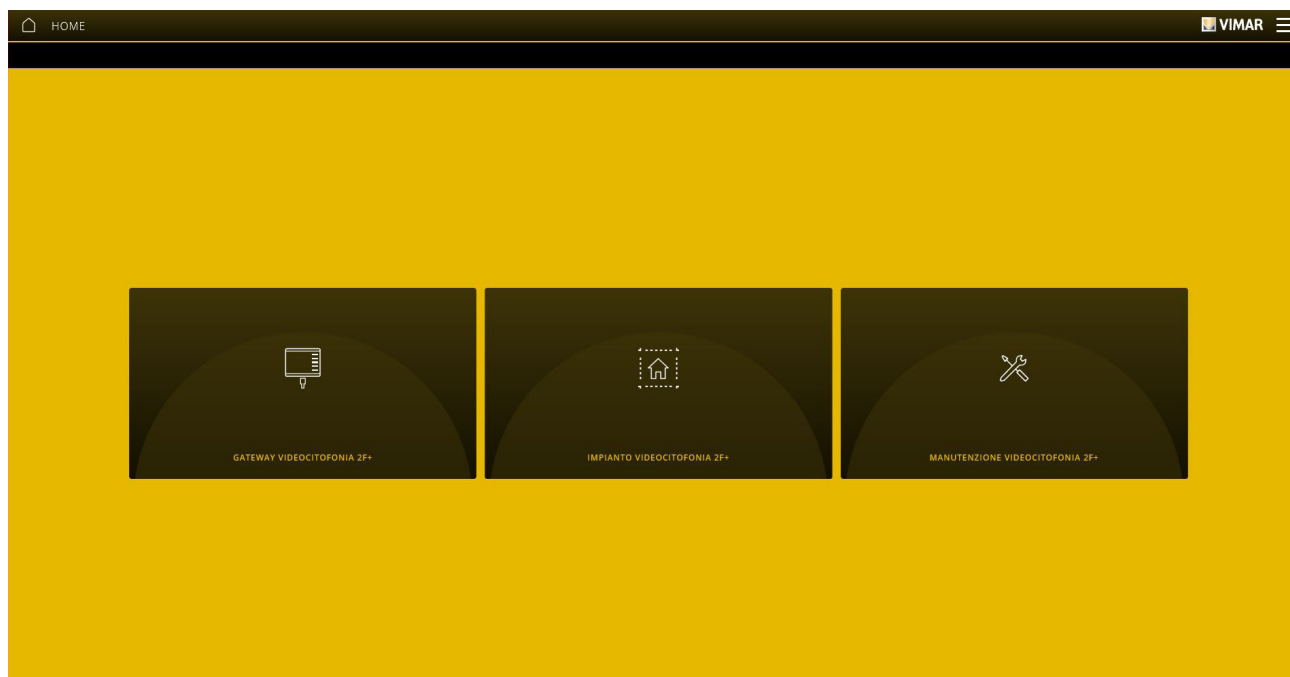 HOME
VIMAR
GATEWAY VIDEOCITOFONIA 2F+
IMPIANTO VIDEOCITOFONIA 2F+
MANUTENZIONE VIDEOCITOFONIA 2F+